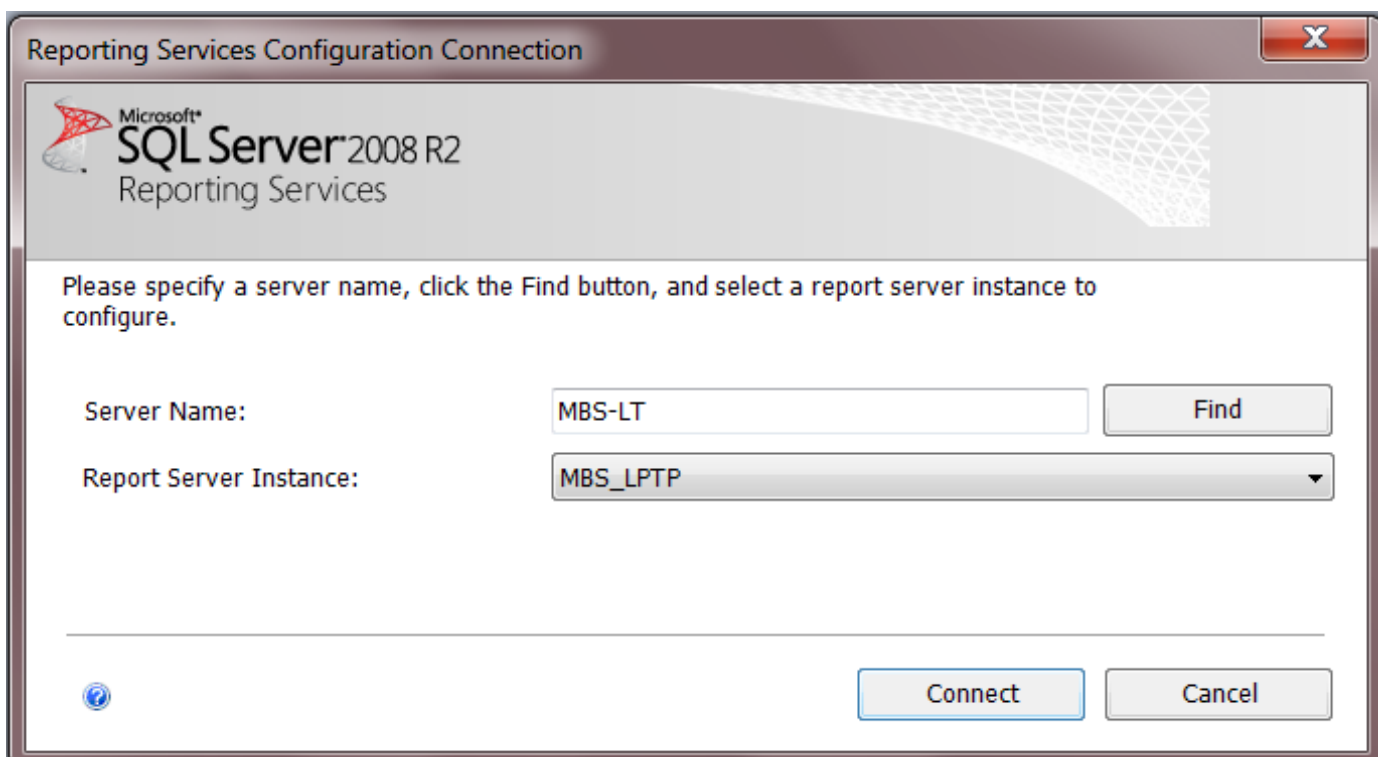 Reporting Services Configuration Connection
X
Microsoft®
SQL Server® 2008 R2
Reporting Services
Please specify a server name, click the Find button, and select a report server instance to
configure.
Server Name: MBS-LT Find
Report Server Instance: MBS_LPTP
?
Connect Cancel